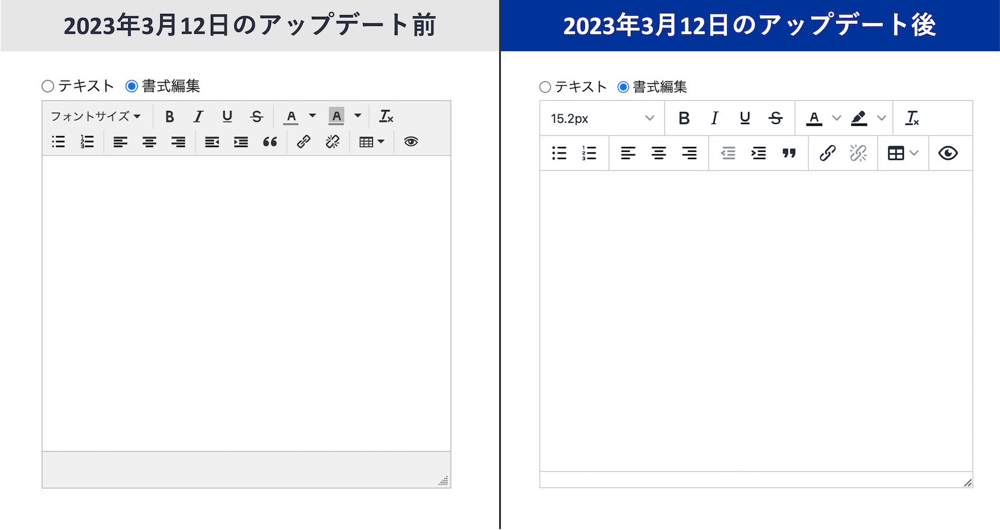 2023年3月12日のアップデート前
テキスト 書式編集
フォントサイズ B I U S A A Tx
2023年3月12日のアップデート後
テキスト 書式編集
15.2px B I U S A Tx